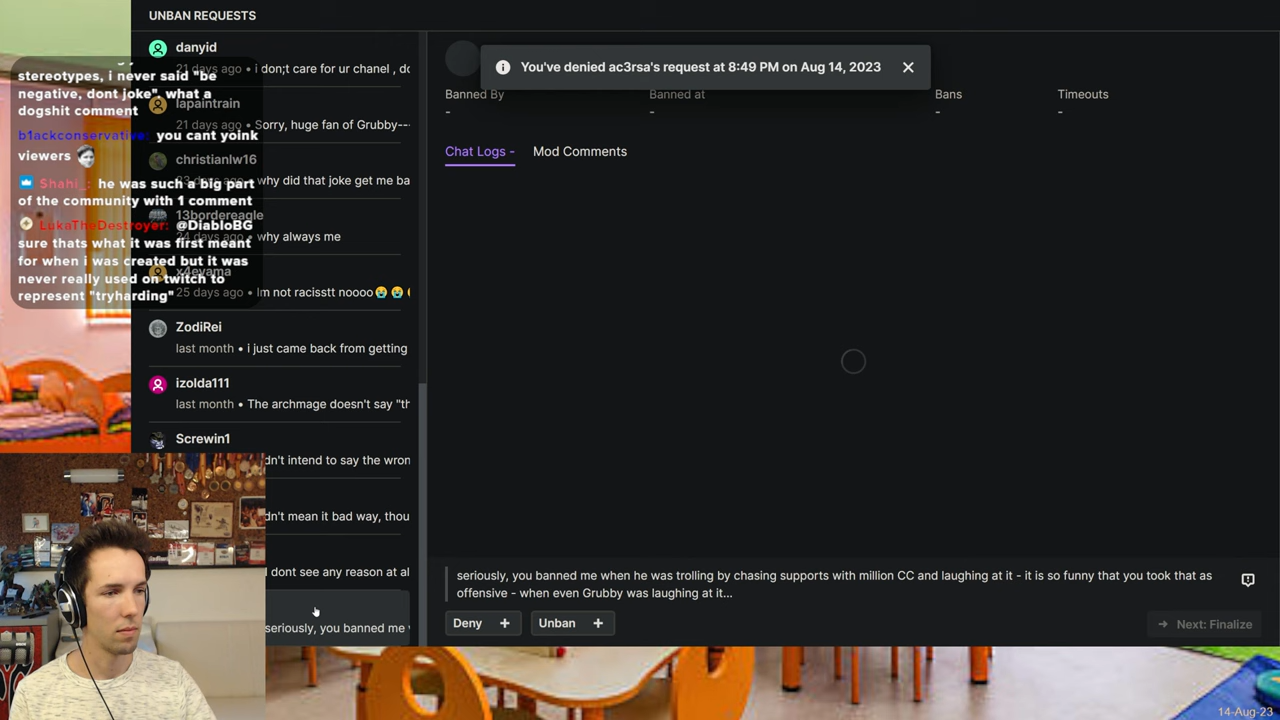 UNBAN REQUESTS
danyid
21 days ago • i don;t care for ur chanel , do
lapaintrain
21 days ago • Sorry, huge fan of Grubby--
christianlw16
why did that joke get me ba
13bordereagle
24 days ago • why always me
x4eyama
25 days ago • Im not racisstt noooo😭😭
ZodiRei
last month • i just came back from getting
izolda111
last month • The archmage doesn't say "th
Screwin1
dn't intend to say the wron
dn't mean it bad way, thou
I dont see any reason at al
seriously, you banned me
stereotypes, i never said "be
negative, dont joke", what a
dogshit comment
b1ackconservative: you cant yoink
viewers
Shahi_: he was such a big part
of the community with 1 comment
LukaTheDestroyer: @DiabloBG
sure thats what it was first meant
for when i was created but it was
never really used on twitch to
represent "tryharding"
You've denied ac3rsa's request at 8:49 PM on Aug 14, 2023
Banned By Banned at Bans Timeouts
- - - -
Chat Logs - Mod Comments
seriously, you banned me when he was trolling by chasing supports with million CC and laughing at it - it is so funny that you took that as
offensive - when even Grubby was laughing at it...
Deny + Unban + → Next: Finalize
14-Aug-23